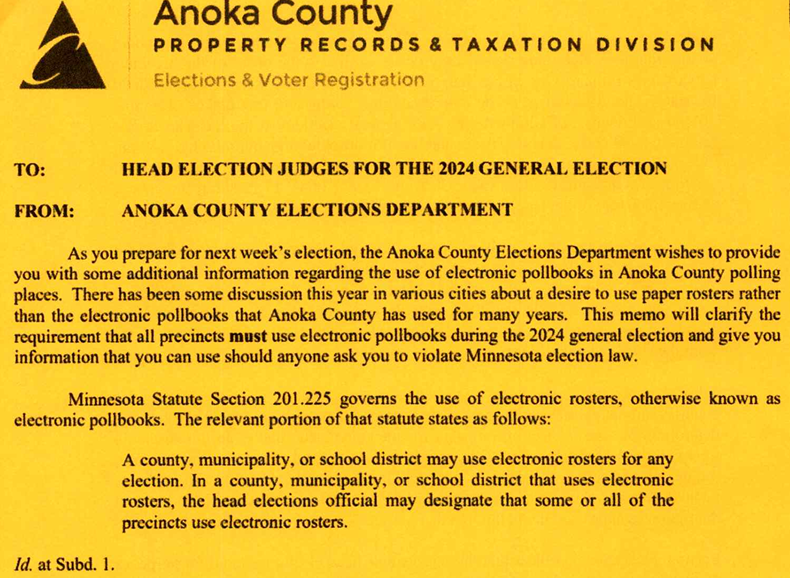 Anoka County
PROPERTY RECORDS & TAXATION DIVISION
Elections & Voter Registration
TO: HEAD ELECTION JUDGES FOR THE 2024 GENERAL ELECTION
FROM: ANOKA COUNTY ELECTIONS DEPARTMENT
As you prepare for next week's election, the Anoka County Elections Department wishes to provide
you with some additional information regarding the use of electronic pollbooks in Anoka County polling
places. There has been some discussion this year in various cities about a desire to use paper rosters rather
than the electronic pollbooks that Anoka County has used for many years. This memo will clarify the
requirement that all precincts must use electronic pollbooks during the 2024 general election and give you
information that you can use should anyone ask you to violate Minnesota election law.
Minnesota Statute Section 201.225 governs the use of electronic rosters, otherwise known as
electronic pollbooks. The relevant portion of that statute states as follows:
A county, municipality, or school district may use electronic rosters for any
election. In a county, municipality, or school district that uses electronic
rosters, the head elections official may designate that some or all of the
precincts use electronic rosters.
Id. at Subd. 1.